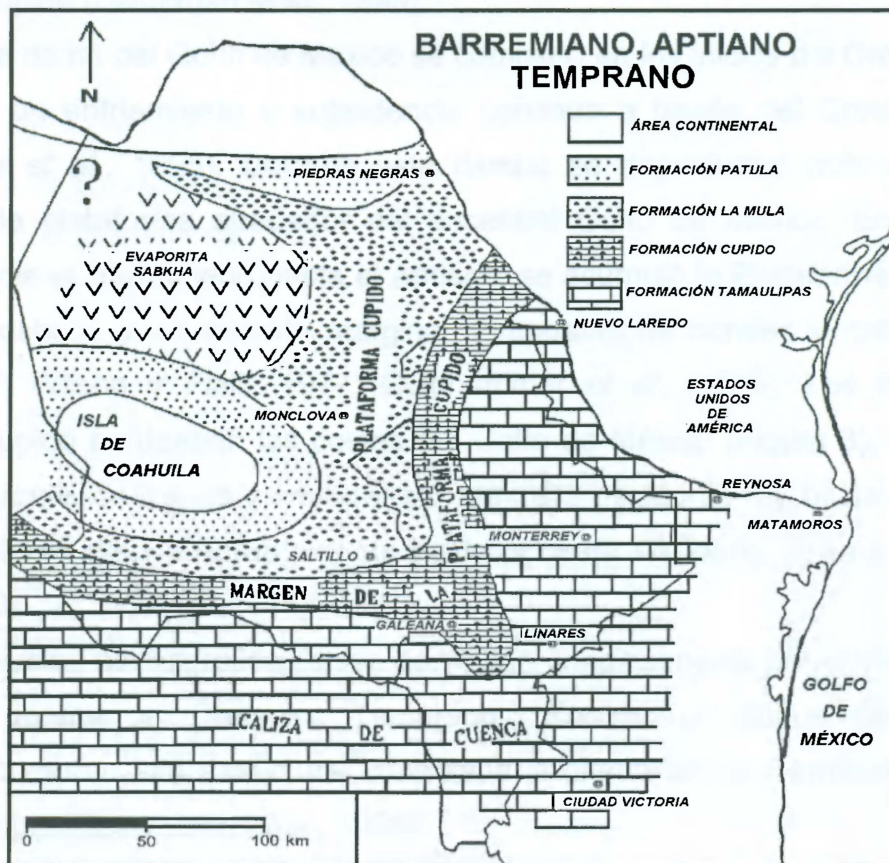 BARREMIANO, APTIANO
TEMPRANO
N
?
ÁREA CONTINENTAL
FORMACIÓN PATULA
FORMACIÓN LA MULA
FORMACIÓN CUPIDO
FORMACIÓN TAMAULIPAS
PIEDRAS NEGRAS
EVAPORITA
SABKHA
PLATAFORMA CUPIDO
NUEVO LAREDO
ISLA
DE
COAHUILA
MONCLOVA
ESTADOS
UNIDOS
DE
AMÉRICA
REYNOSA
MATAMOROS
MONTERREY
SALTILLO
MARGEN DE LA PLATAFORMA CUPIDO
GALEANA
LINARES
GOLFO
DE
MÉXICO
CALIZA DE CUENCA
CIUDAD VICTORIA
0 50 100 km